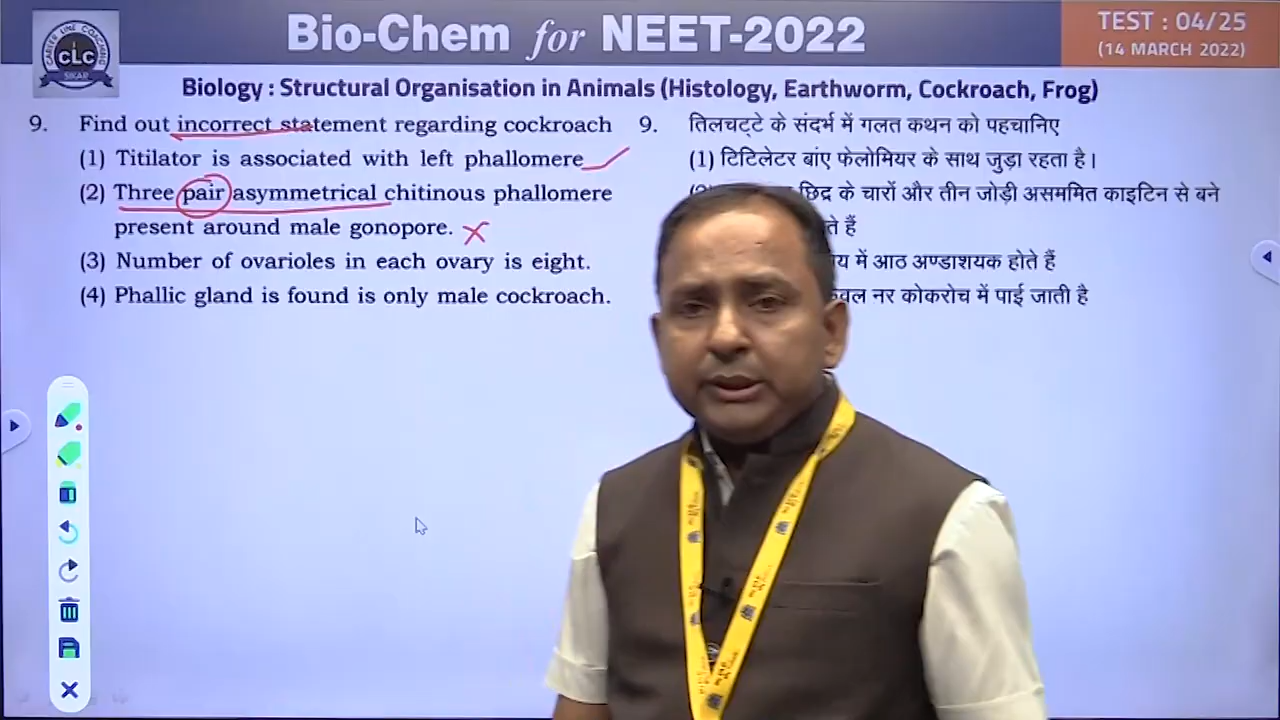 Bio-Chem for NEET-2022
TEST : 04/25
(14 MARCH 2022)
CAREER LINE COACHING
CLC
SIKAR
Biology : Structural Organisation in Animals (Histology, Earthworm, Cockroach, Frog)
9. Find out incorrect statement regarding cockroach
(1) Titilator is associated with left phallomere
(2) Three pair asymmetrical chitinous phallomere
present around male gonopore.
(3) Number of ovarioles in each ovary is eight.
(4) Phallic gland is found is only male cockroach.
9. तिलचट्टे के संदर्भ में गलत कथन को पहचानिए
(1) टिटिलेटर बांए फेलोमियर के साथ जुड़ा रहता है।
छिद्र के चारों और तीन जोड़ी असममित काइटिन से बने
ते हैं
में आठ अण्डाशयक होते हैं
नर कोकरोच में पाई जाती है